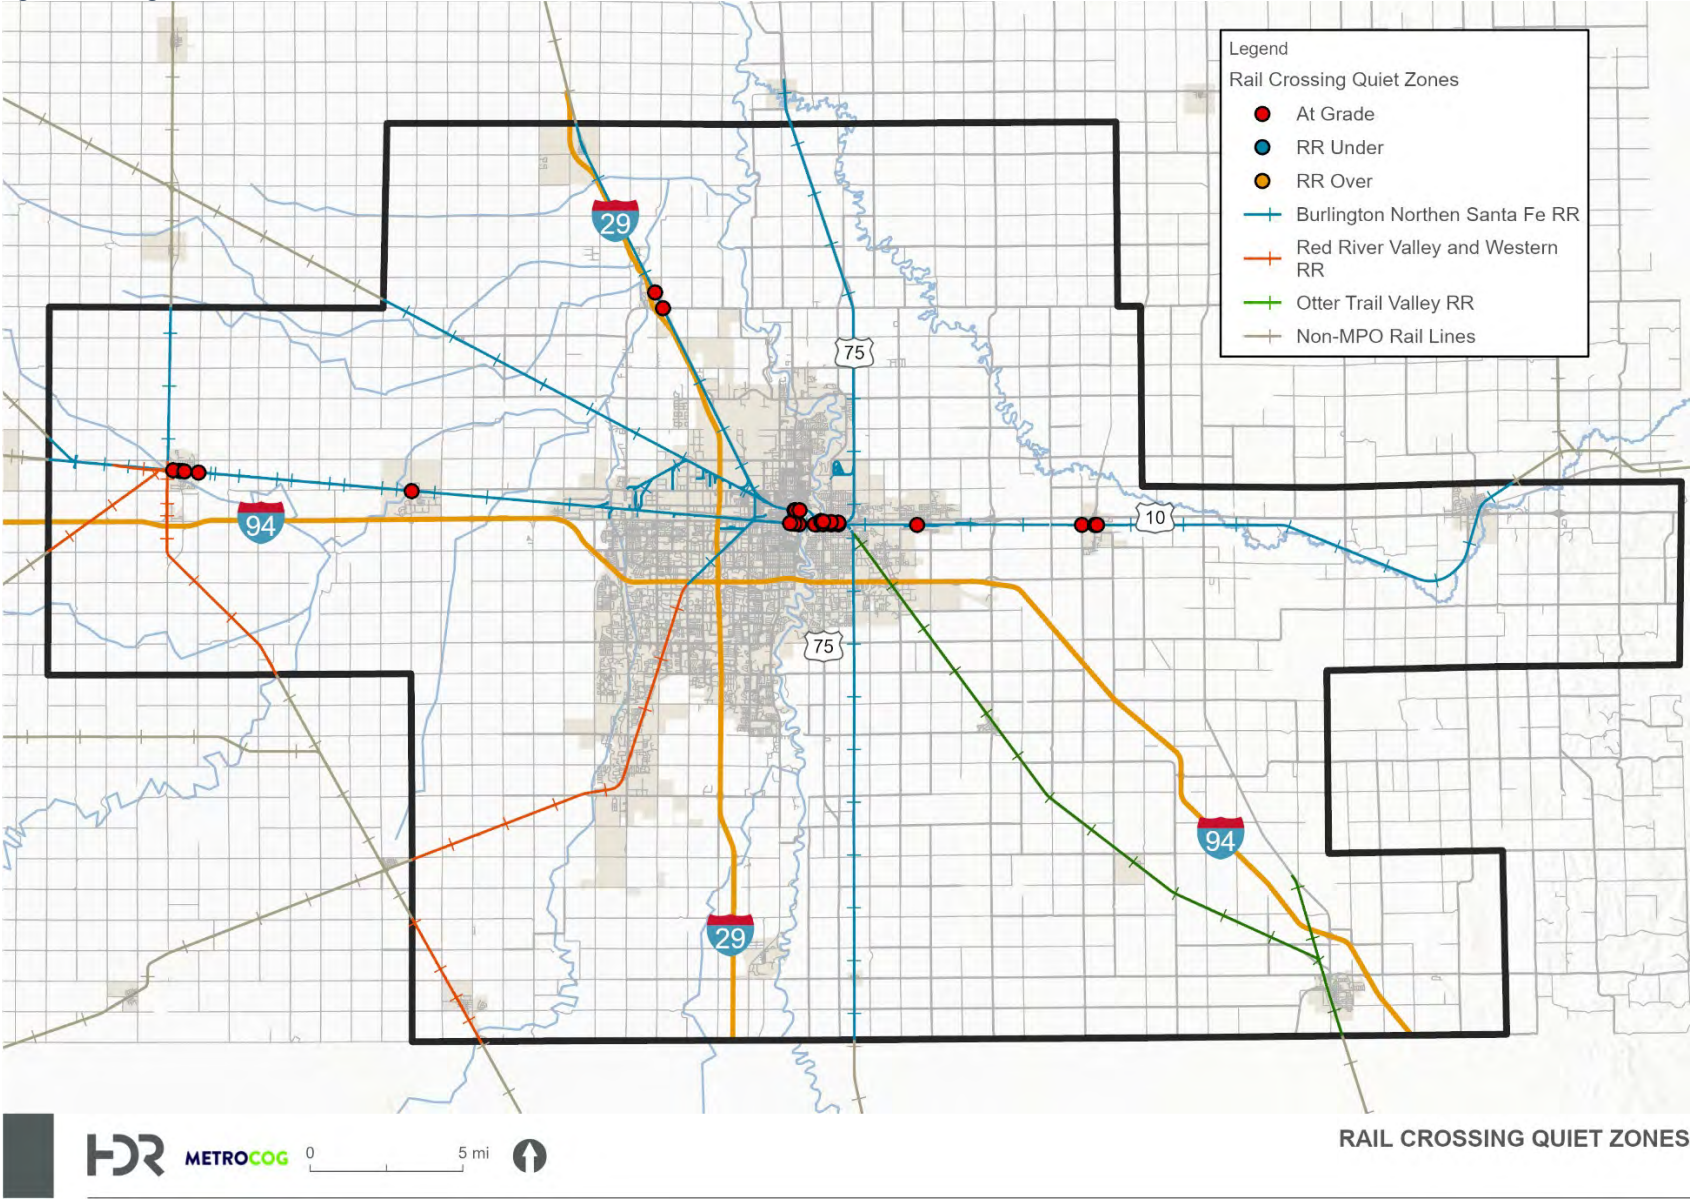 Legend
Rail Crossing Quiet Zones
At Grade
RR Under
RR Over
Burlington Northen Santa Fe RR
Red River Valley and Western
RR
Otter Trail Valley RR
Non-MPO Rail Lines
29
75
94
10
75
94
29
HDR
METROCOG
0
5 mi
RAIL CROSSING QUIET ZONES